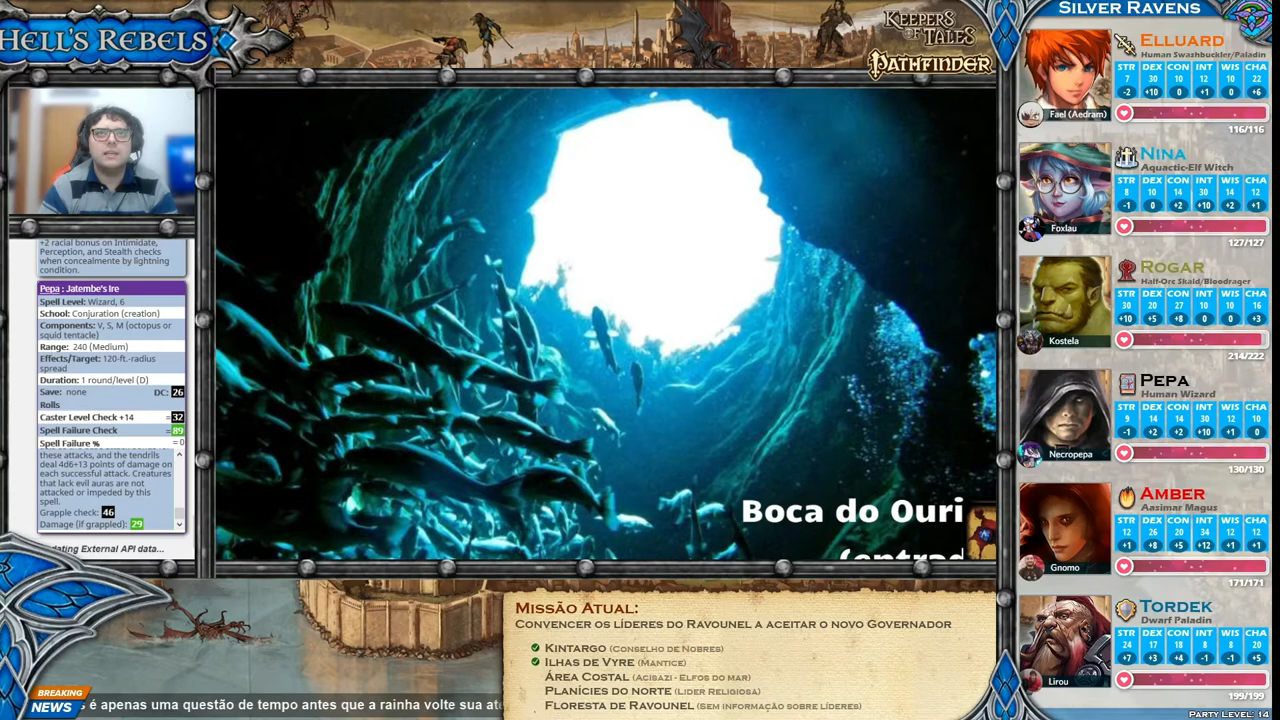 Hell's Rebels
Keepers of Tales
Pathfinder
Silver Ravens
+2 racial bonus on Intimidate,
Perception, and Stealth checks
when concealmente by lightning
condition.
Pepa : Jatembe's Ire
Spell Level: Wizard, 6
School: Conjuration (creation)
Components: V, S, M (octopus or
squid tentacle)
Range: 240 (Medium)
Effects/Target: 120-ft.-radius
spread
Duration: 1 round/level (D)
Save: none DC: 26
Rolls
Caster Level Check +14 =32
Spell Failure Check =89
Spell Failure % = 0
these attacks, and the tendrils
deal 4d6+13 points of damage on
each successful attack. Creatures
that lack evil auras are not
attacked or impeded by this
spell.
Grapple check: 46
Damage (if grappled): 29
ating External API data...
Boca do Ouri
(entrad
Missão Atual:
Convencer os líderes do Ravounel a aceitar o novo Governador
Kintargo (Conselho de Nobres)
Ilhas de Vyre (Mantice)
Área Costal (Acisazi - Elfos do mar)
Planícies do norte (Lider Religiosa)
Floresta de Ravounel (Sem informação sobre líderes)
BREAKING
NEWS
é apenas uma questão de tempo antes que a rainha volte sua at
Elluard
Human Swashbuckler/Paladin
STR DEX CON INT WIS CHA
7 30 10 12 10 22
-2 +10 0 +1 0 +6
Fael (Aedram)
116/116
Nina
Aquactic-Elf Witch
STR DEX CON INT WIS CHA
8 10 14 30 14 12
-1 0 +2 +10 +2 +1
Foxlau
127/127
Rogar
Half-Orc Skald/Bloodrager
STR DEX CON INT WIS CHA
30 20 27 10 10 16
+10 +5 +8 0 0 +3
Kostela
214/222
Pepa
Human Wizard
STR DEX CON INT WIS CHA
9 14 14 30 12 10
-1 +2 +2 +10 +1 0
Necropepa
130/130
Amber
Aasimar Magus
STR DEX CON INT WIS CHA
12 26 20 34 12 12
+1 +8 +5 +12 +1 +1
Gnomo
171/171
Tordek
Dwarf Paladin
STR DEX CON INT WIS CHA
24 17 18 8 8 20
+7 +3 +4 -1 -1 +5
Lirou
199/199
Party Level: 14